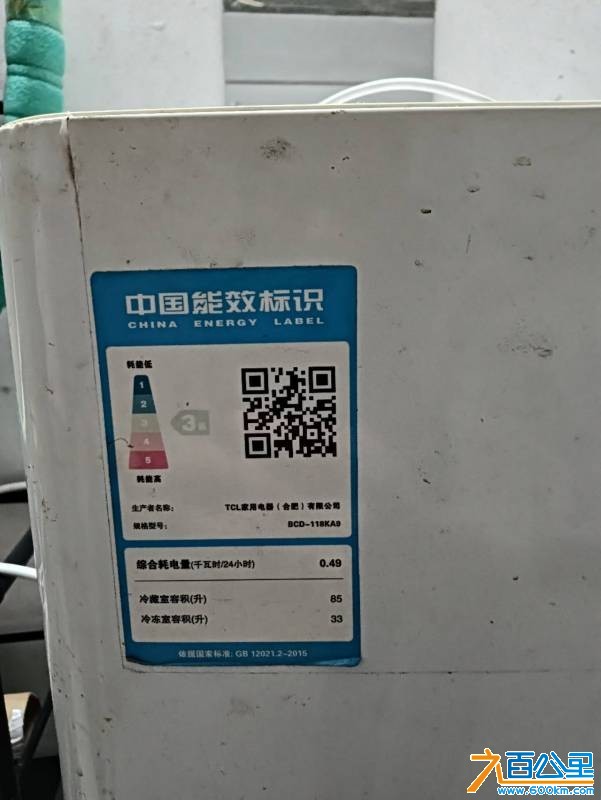 中国能效标识
CHINA ENERGY LABEL
耗能低
1
2
3
4
5
3级
耗能高
生产者名称: TCL家用电器(合肥)有限公司
规格型号: BCD-118KA9
综合耗电量(千瓦时/24小时) 0.49
冷藏室容积(升) 85
冷冻室容积(升) 33
依据国家标准: GB 12021.2-2015
九百公里
www.600km.com